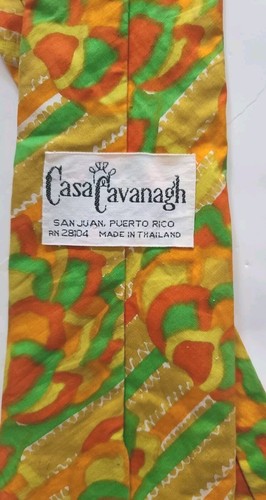 Casa Cavanagh
SAN JUAN, PUERTO RICO
RN 28104 MADE IN THAILAND